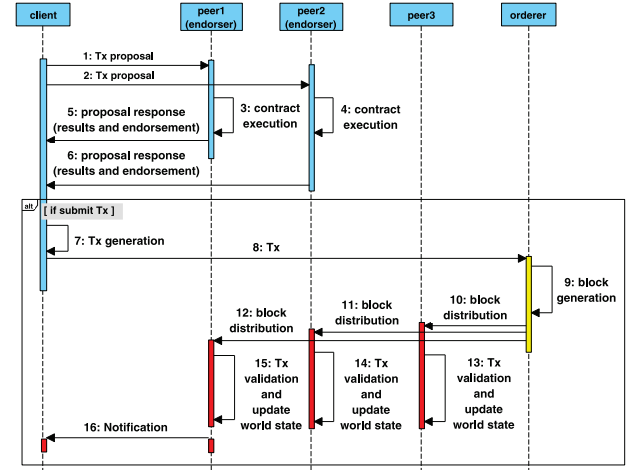 client
peer1
(endorser)
peer2
(endorser)
peer3
orderer
1: Tx proposal
2: Tx proposal
3: contract
execution
4: contract
execution
5: proposal response
(results and endorsement)
6: proposal response
(results and endorsement)
alt
[ if submit Tx ]
7: Tx generation
8: Tx
9: block
generation
10: block
distribution
11: block
distribution
12: block
distribution
13: Tx
validation
and
update
world state
14: Tx
validation
and
update
world state
15: Tx
validation
and
update
world state
16: Notification